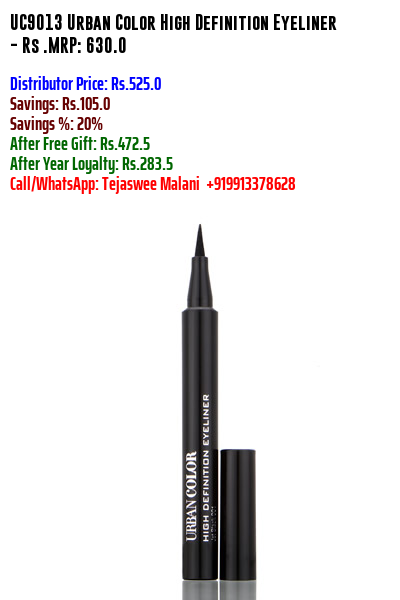 UC9013 Urban Color High Definition Eyeliner
- Rs .MRP: 630.0
Distributor Price: Rs.525.0
Savings: Rs.105.0
Savings %: 20%
After Free Gift: Rs.472.5
After Year Loyalty: Rs.283.5
Call/WhatsApp: Tejaswee Malani +919913378628
URBAN COLOR
HIGH DEFINITION EYELINER